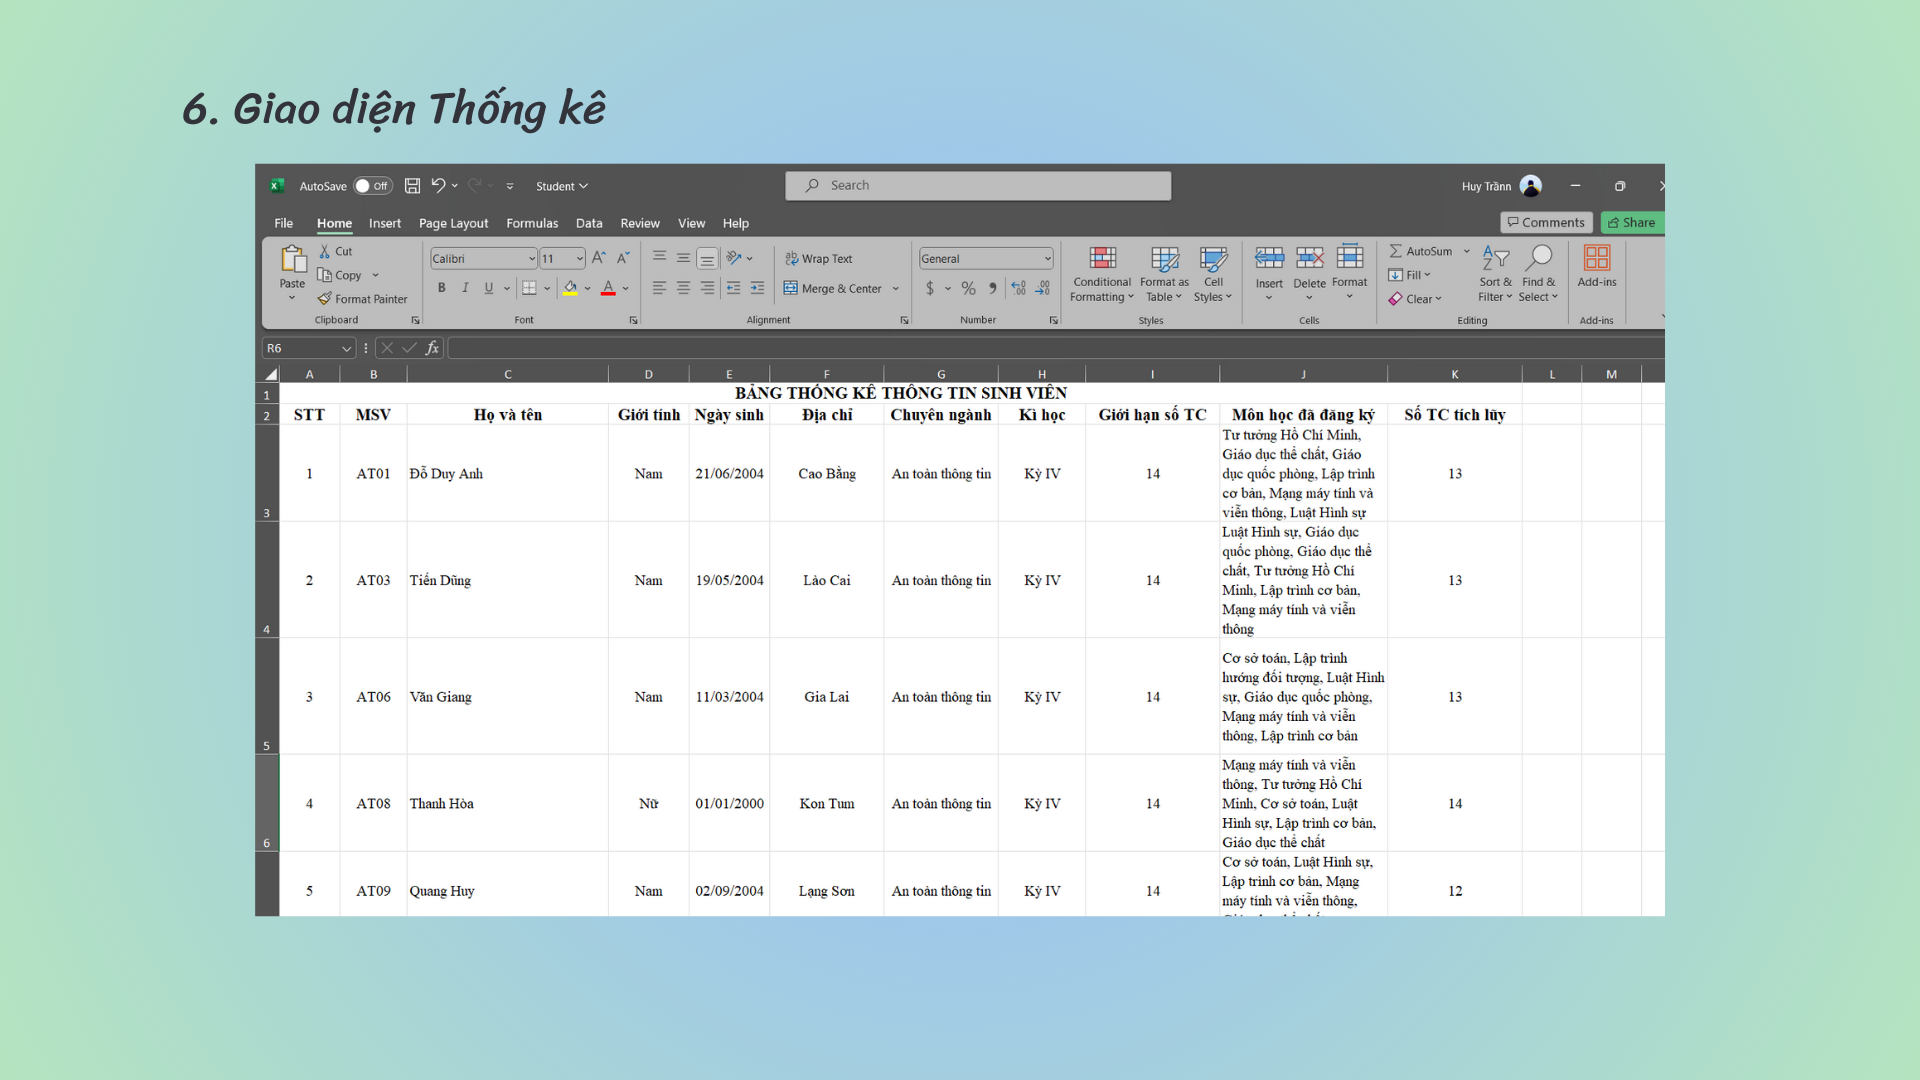 6. Giao diện Thống kê
AutoSave Off Student Search Huy Trầnn
File Home Insert Page Layout Formulas Data Review View Help Comments Share
Paste Cut Copy Format Painter Clipboard
Calibri 11 B I U A Font
Wrap Text Merge & Center Alignment
General $ % Number
Conditional Formatting Format as Table Cell Styles Styles
Insert Delete Format Cells
AutoSum Fill Clear Sort & Filter Find & Select Editing
Add-ins Add-ins
R6 fx
A B C D E F G H I J K L M
1 BẢNG THỐNG KÊ THÔNG TIN SINH VIÊN
2 STT MSV Họ và tên Giới tính Ngày sinh Địa chỉ Chuyên ngành Kì học Giới hạn số TC Môn học đã đăng ký Số TC tích lũy
3 1 AT01 Đỗ Duy Anh Nam 21/06/2004 Cao Bằng An toàn thông tin Kỳ IV 14
Tư tưởng Hồ Chí Minh,
Giáo dục thể chất, Giáo
dục quốc phòng, Lập trình
cơ bản, Mạng máy tính và
viễn thông, Luật Hình sự
13
4 2 AT03 Tiến Dũng Nam 19/05/2004 Lào Cai An toàn thông tin Kỳ IV 14
Luật Hình sự, Giáo dục
quốc phòng, Giáo dục thể
chất, Tư tưởng Hồ Chí
Minh, Lập trình cơ bản,
Mạng máy tính và viễn
thông
13
5 3 AT06 Văn Giang Nam 11/03/2004 Gia Lai An toàn thông tin Kỳ IV 14
Cơ sở toán, Lập trình
hướng đối tượng, Luật Hình
sự, Giáo dục quốc phòng,
Mạng máy tính và viễn
thông, Lập trình cơ bản
13
6 4 AT08 Thanh Hòa Nữ 01/01/2000 Kon Tum An toàn thông tin Kỳ IV 14
Mạng máy tính và viễn
thông, Tư tưởng Hồ Chí
Minh, Cơ sở toán, Luật
Hình sự, Lập trình cơ bản,
Giáo dục thể chất
14
5 AT09 Quang Huy Nam 02/09/2004 Lạng Sơn An toàn thông tin Kỳ IV 14
Cơ sở toán, Luật Hình sự,
Lập trình cơ bản, Mạng
máy tính và viễn thông,
12